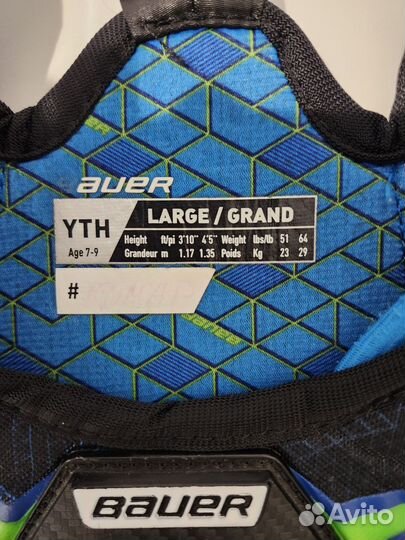 BAUER
YTH
Age 7-9
LARGE / GRAND
Height ft/pi 3'10" 4'5" Weight lbs/lb 51 64
Grandeur m 1.17 1.35 Poids Kg 23 29
#
BAUER
BAUER
Avito